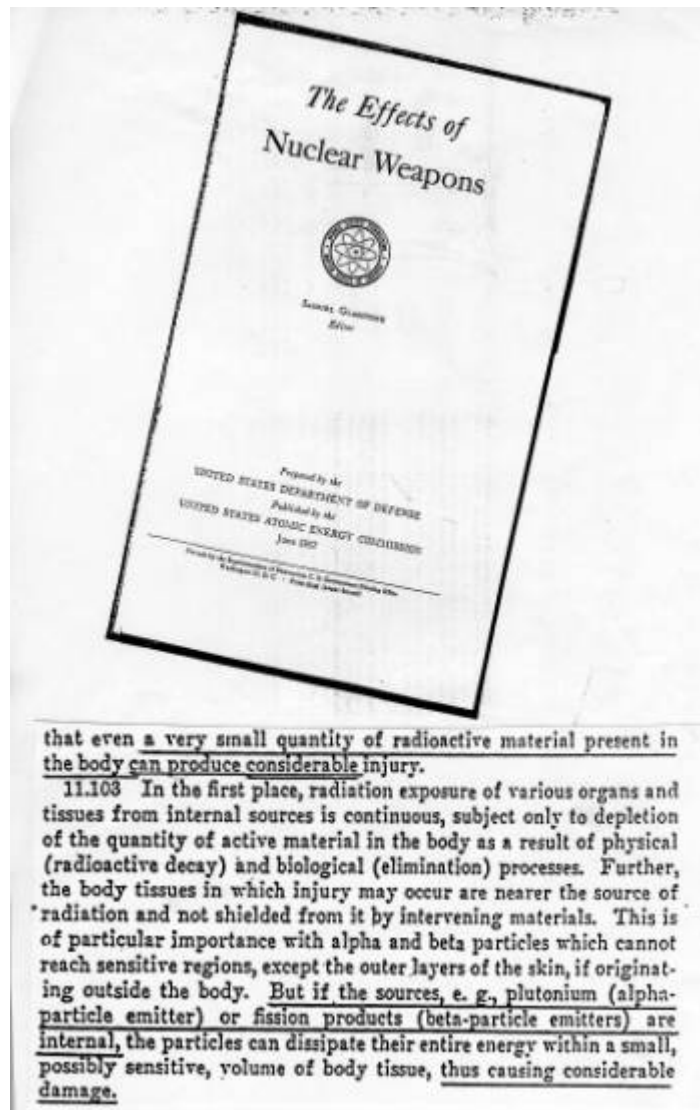 The Effects of
Nuclear Weapons
SAMUEL GLASSTONE
Editor
Prepared by the
UNITED STATES DEPARTMENT OF DEFENSE
Published by the
UNITED STATES ATOMIC ENERGY COMMISSION
June
that even a very small quantity of radioactive material present in
the body can produce considerable injury.
11.103 In the first place, radiation exposure of various organs and
tissues from internal sources is continuous, subject only to depletion
of the quantity of active material in the body as a result of physical
(radioactive decay) and biological (elimination) processes. Further,
the body tissues in which injury may occur are nearer the source of
radiation and not shielded from it by intervening materials. This is
of particular importance with alpha and beta particles which cannot
reach sensitive regions, except the outer layers of the skin, if originat-
ing outside the body. But if the sources, e. g., plutonium (alpha-
particle emitter) or fission products (beta-particle emitters) are
internal, the particles can dissipate their entire energy within a small,
possibly sensitive, volume of body tissue, thus causing considerable
damage.